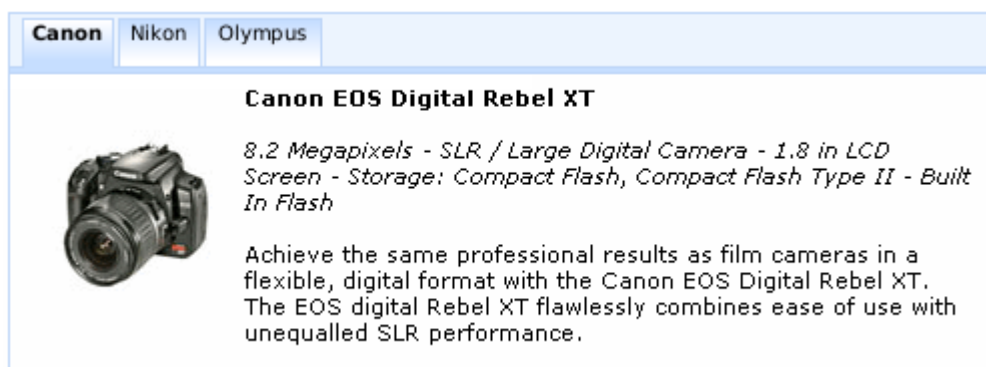 Canon Nikon Olympus
Canon EOS Digital Rebel XT
8.2 Megapixels - SLR / Large Digital Camera - 1.8 in LCD
Screen - Storage: Compact Flash, Compact Flash Type II - Built
In Flash
Achieve the same professional results as film cameras in a
flexible, digital format with the Canon EOS Digital Rebel XT.
The EOS digital Rebel XT flawlessly combines ease of use with
unequalled SLR performance.